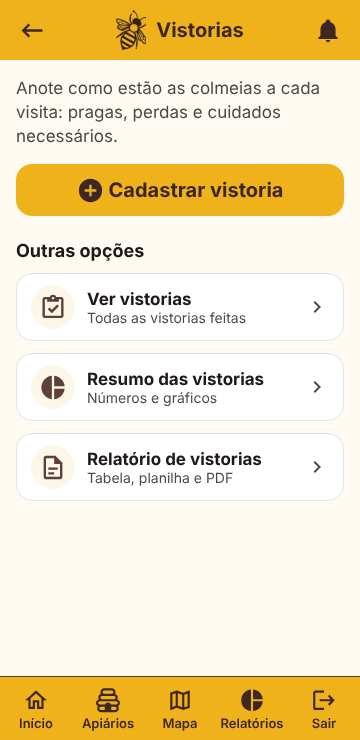 Vistorias
Anote como estão as colmeias a cada
visita: pragas, perdas e cuidados
necessários.
Cadastrar vistoria
Outras opções
Ver vistorias
Todas as vistorias feitas
Resumo das vistorias
Números e gráficos
Relatório de vistorias
Tabela, planilha e PDF
Início
Apiários
Mapa
Relatórios
Sair